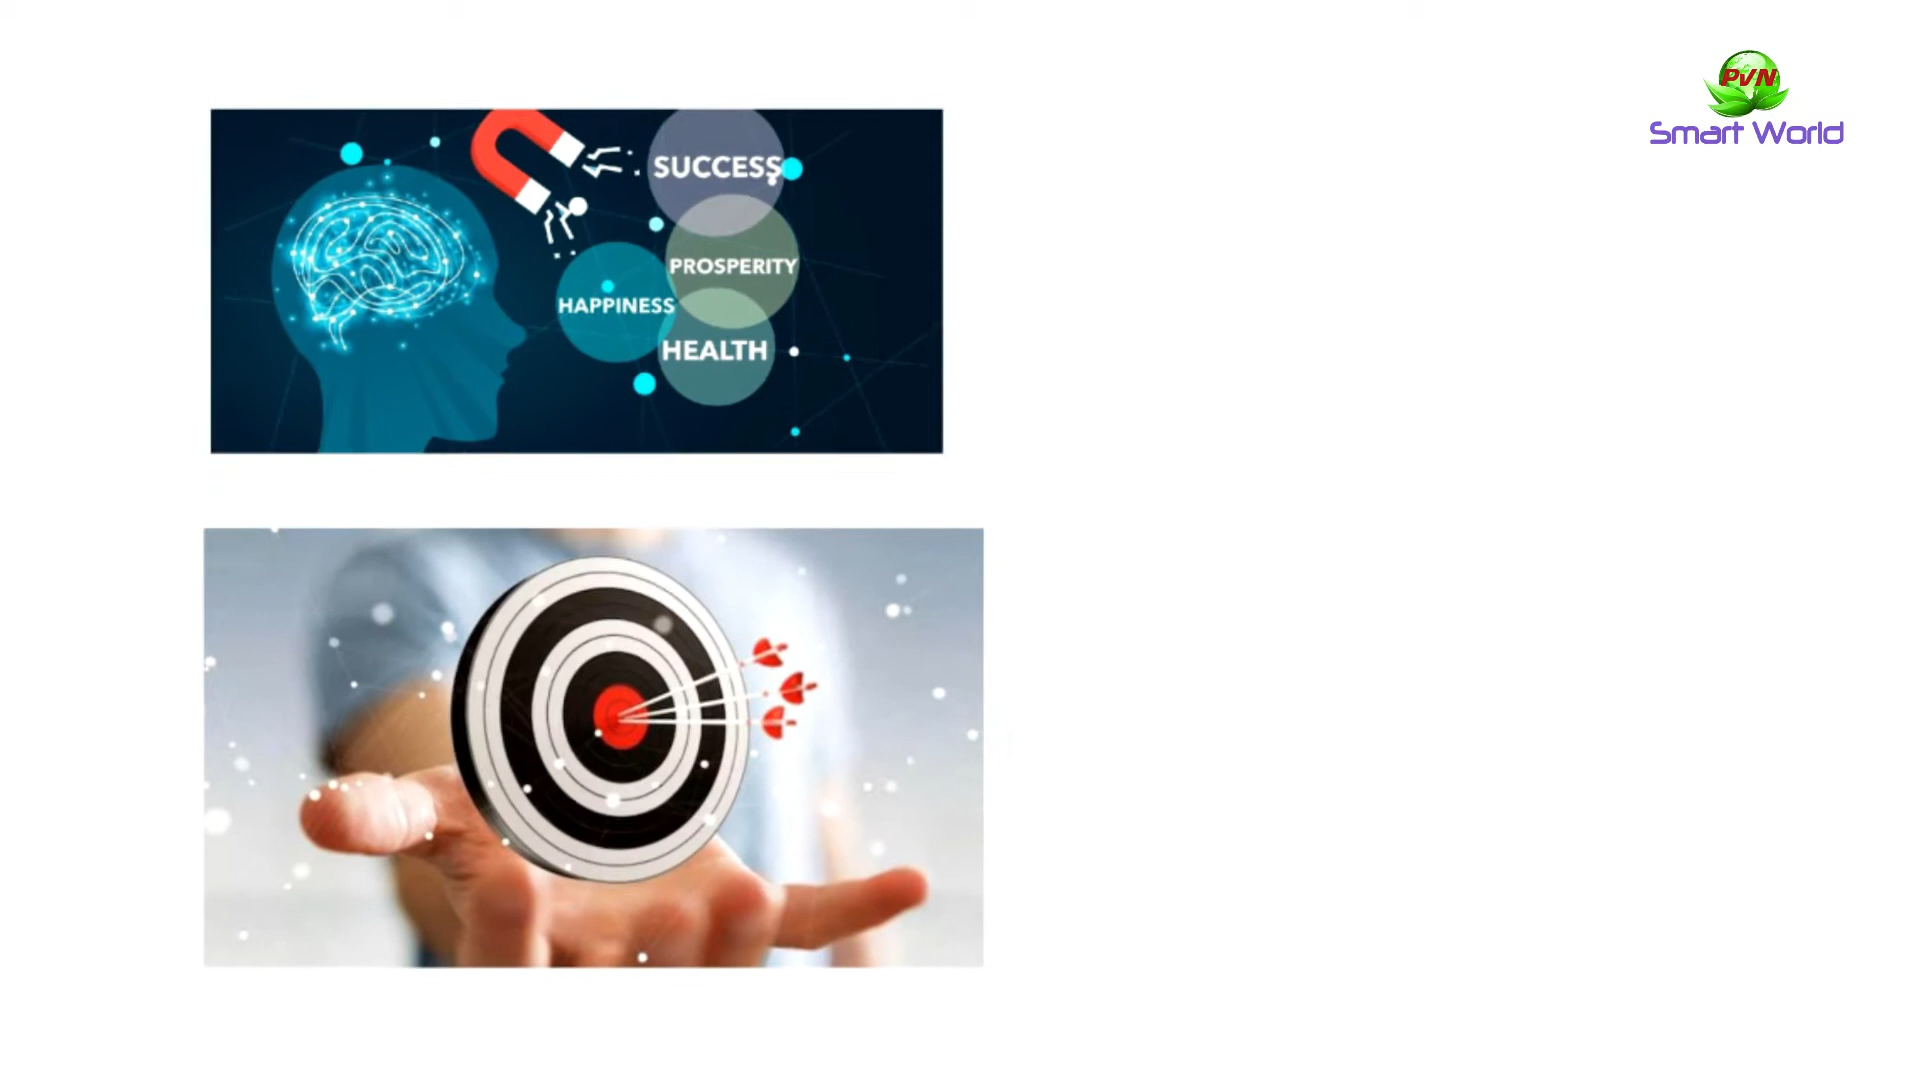 PVN
Smart World
SUCCESS
PROSPERITY
HAPPINESS
HEALTH